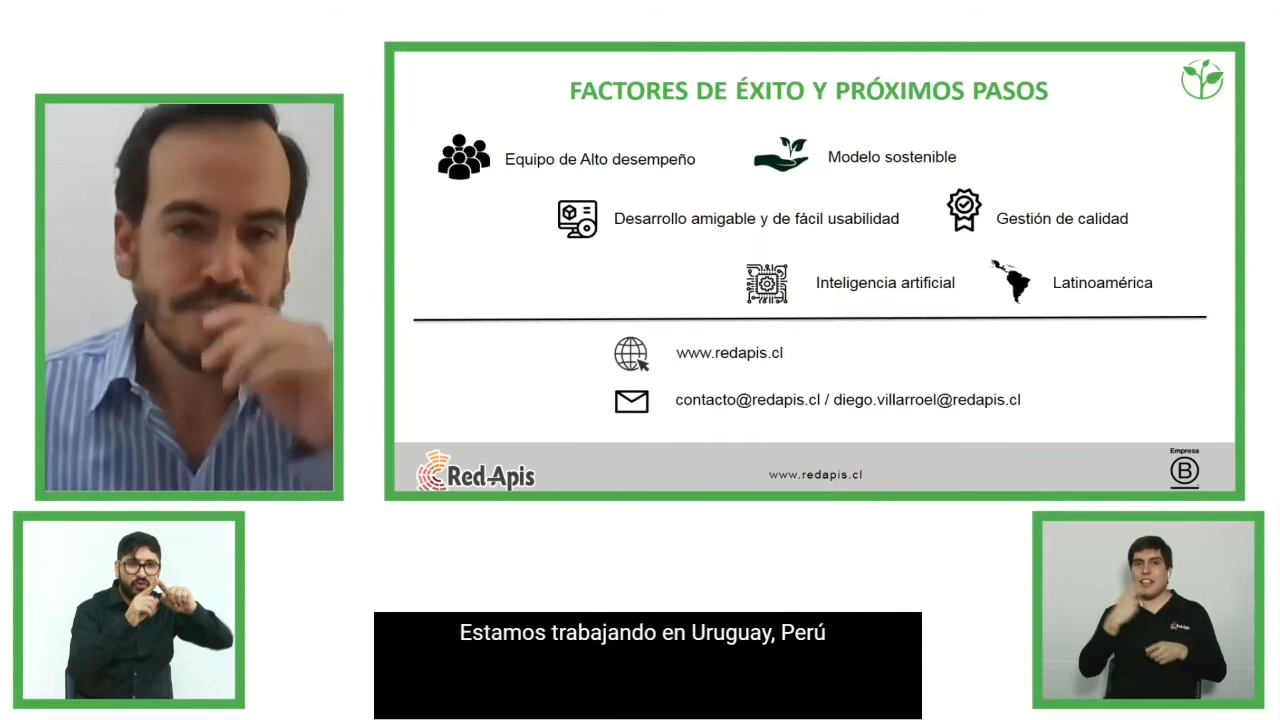 FACTORES DE ÉXITO Y PRÓXIMOS PASOS
Equipo de Alto desempeño
Modelo sostenible
Desarrollo amigable y de fácil usabilidad
Gestión de calidad
Inteligencia artificial
Latinoamérica
www.redapis.cl
contacto@redapis.cl / diego.villarroel@redapis.cl
Red-Apis
www.redapis.cl
Empresa
B
Red-Apis
Estamos trabajando en Uruguay, Perú